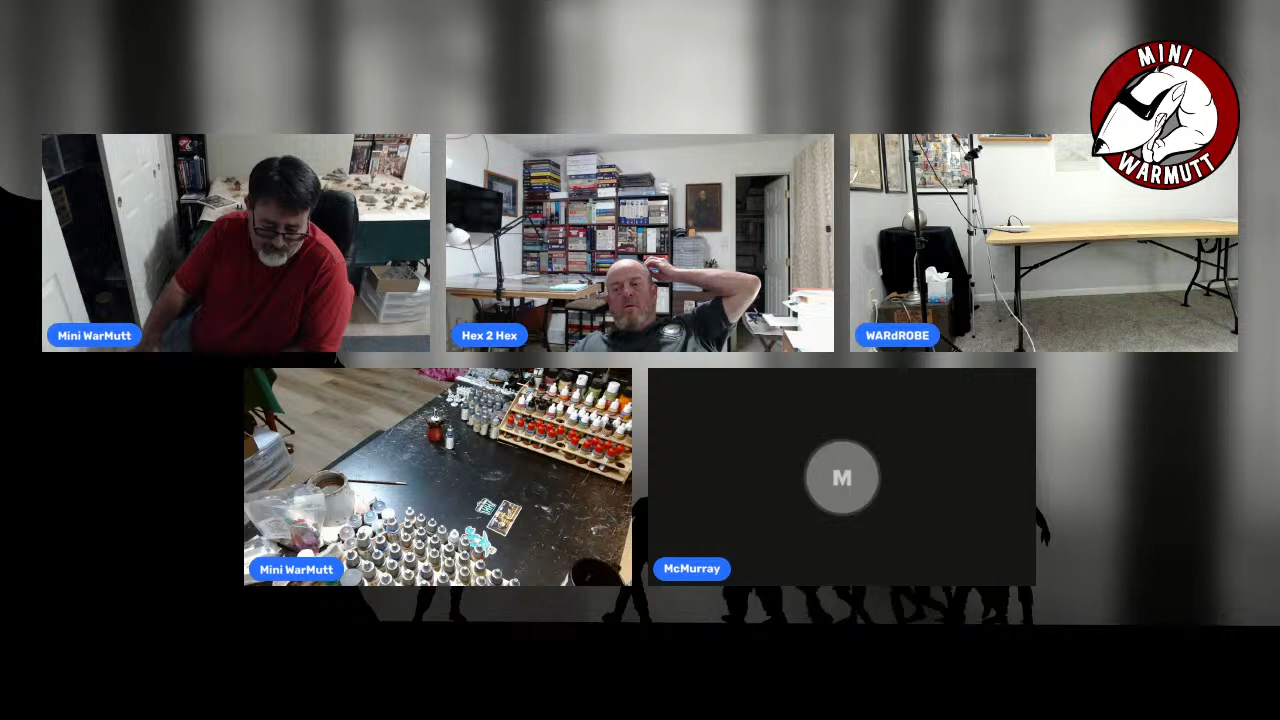 MINI
WARMUTT
Mini WarMutt
Hex 2 Hex
WARdROBE
Mini WarMutt
M
McMurray